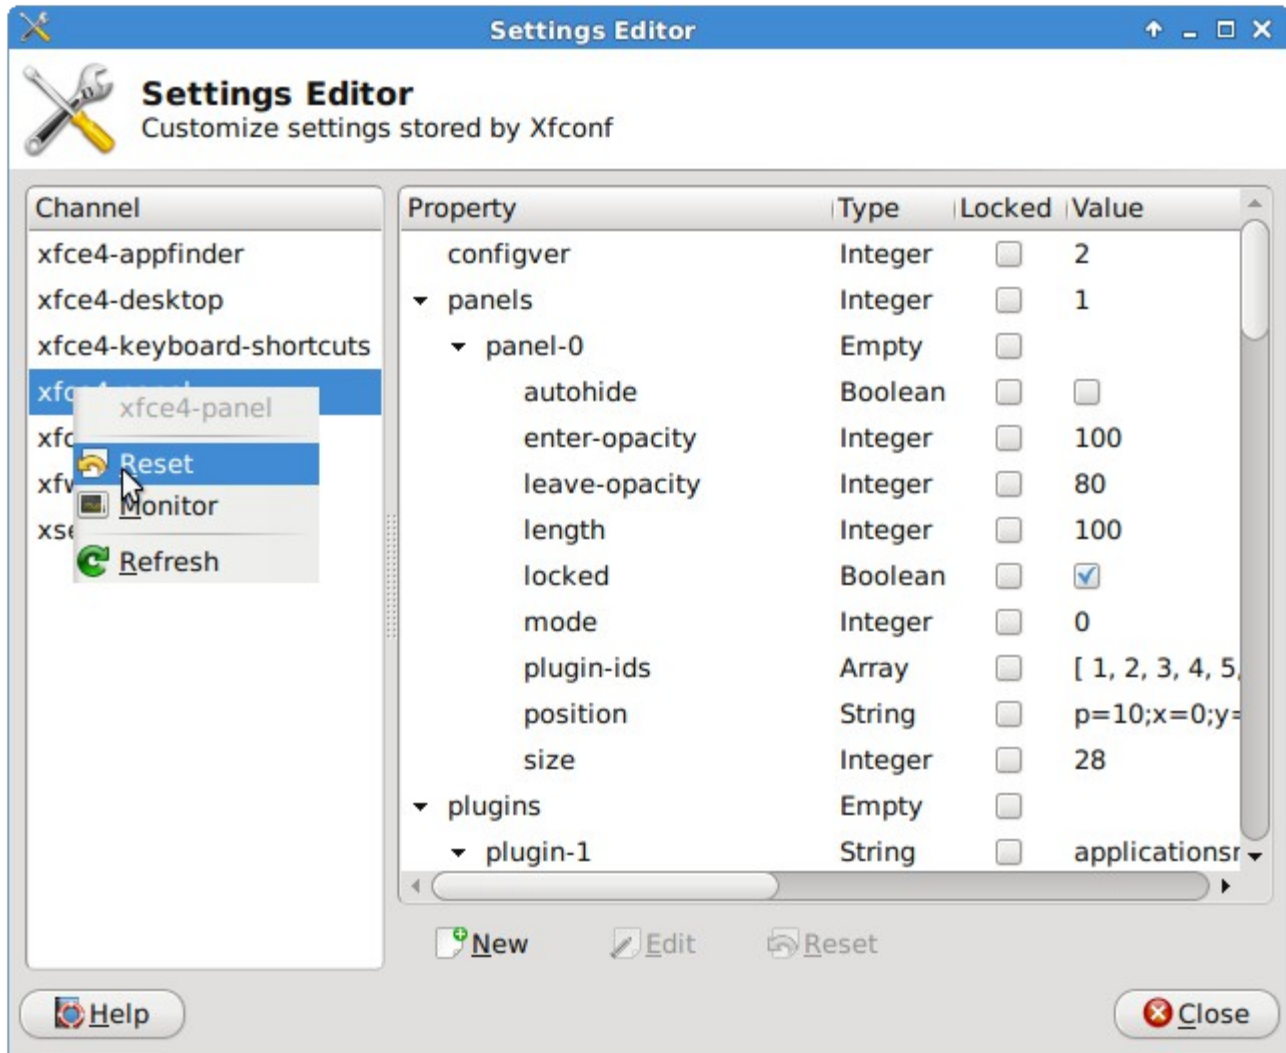 Settings Editor
Settings Editor
Customize settings stored by Xfconf
Channel
xfce4-appfinder
xfce4-desktop
xfce4-keyboard-shortcuts
xfce4-panel
Reset
Monitor
Refresh
Property Type Locked Value
configver Integer 2
panels Integer 1
panel-0 Empty
autohide Boolean
enter-opacity Integer 100
leave-opacity Integer 80
length Integer 100
locked Boolean
mode Integer 0
plugin-ids Array [ 1, 2, 3, 4, 5,
position String p=10;x=0;y=
size Integer 28
plugins Empty
plugin-1 String applicationsr
New Edit Reset
Help Close